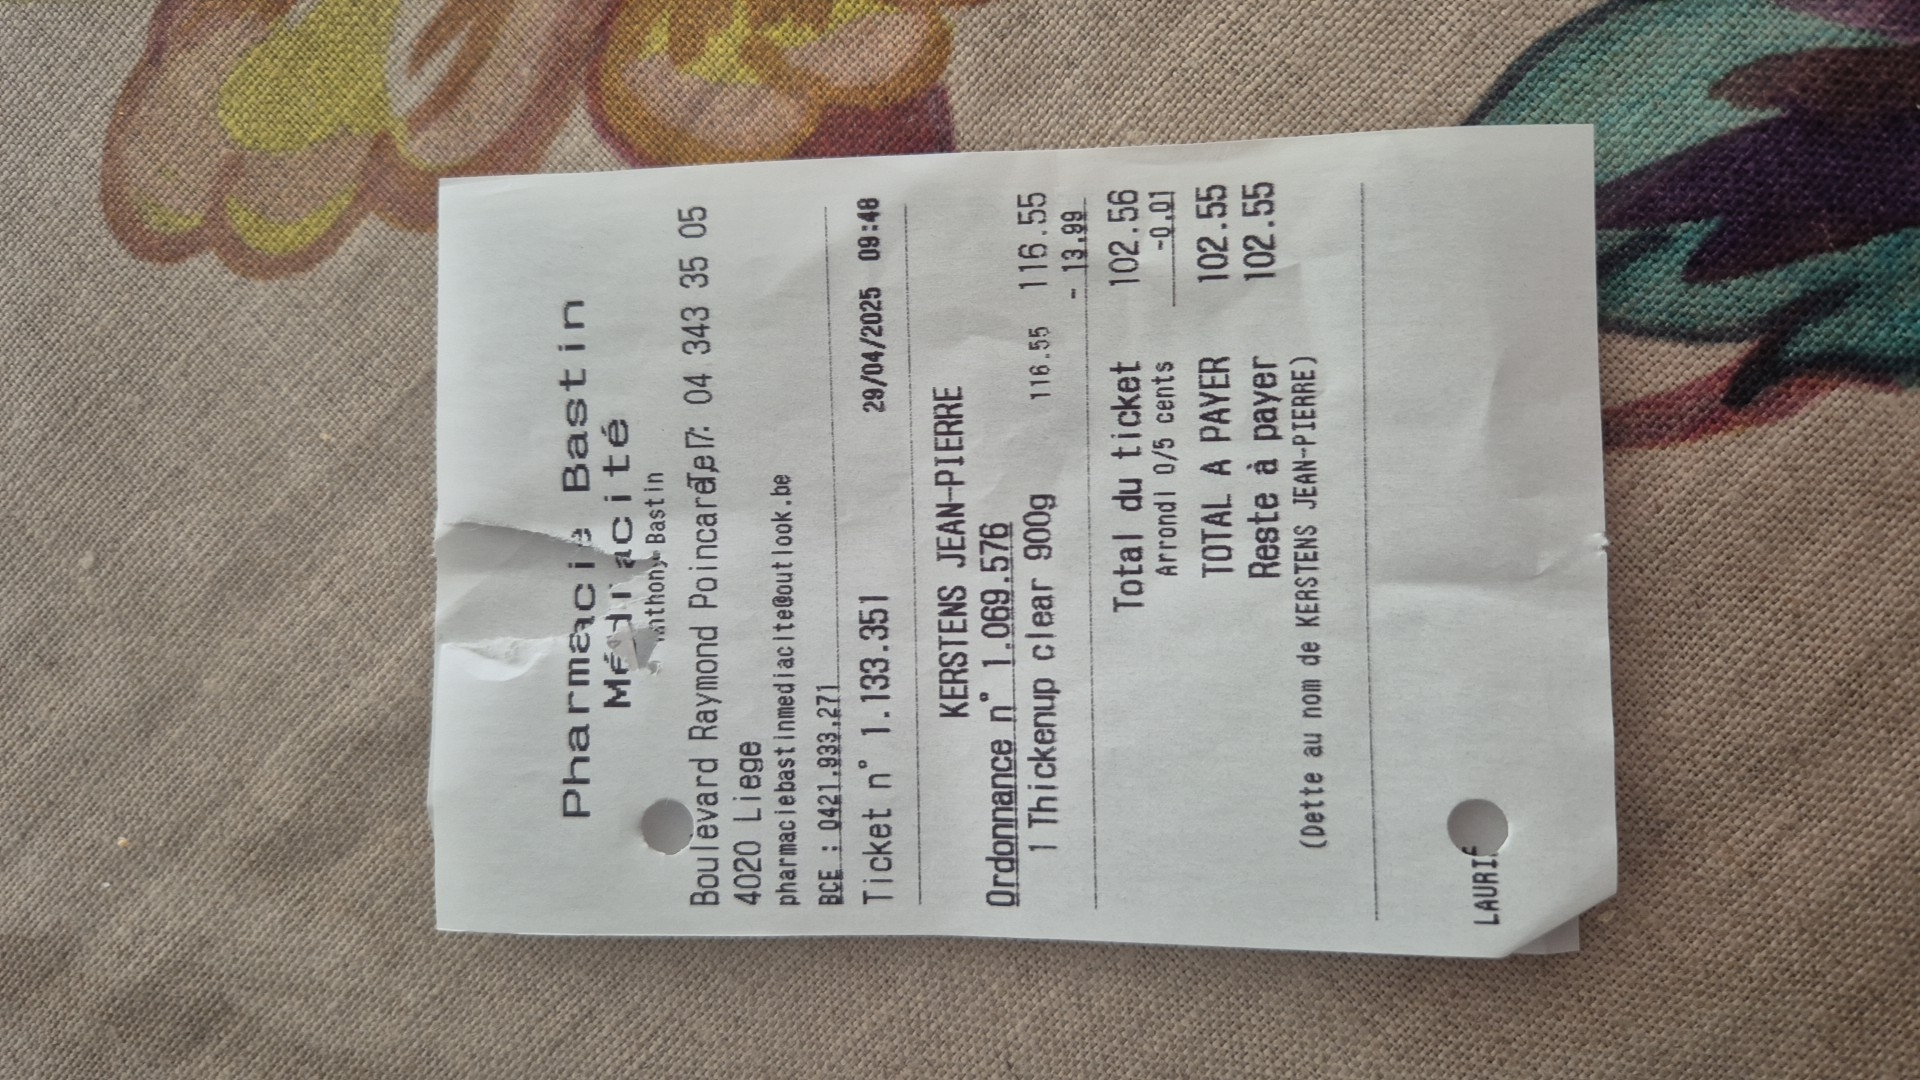 Pharmacie Bastin
Médiacité
Anthony Bastin
Boulevard Raymond Poincaré,7
Tel: 04 343 35 05
4020 Liege
pharmaciebastinmediacite@outlook.be
BCE : 0421.933.271
Ticket n° 1.133.351 29/04/2025 09:48
KERSTENS JEAN-PIERRE
Ordonnance n° 1.069.576
1 Thickenup clear 900g 116.55 116.55
- 13.99
Total du ticket 102.56
Arrondi 0/5 cents -0.01
TOTAL A PAYER 102.55
Reste à payer 102.55
(Dette au nom de KERSTENS JEAN-PIERRE)